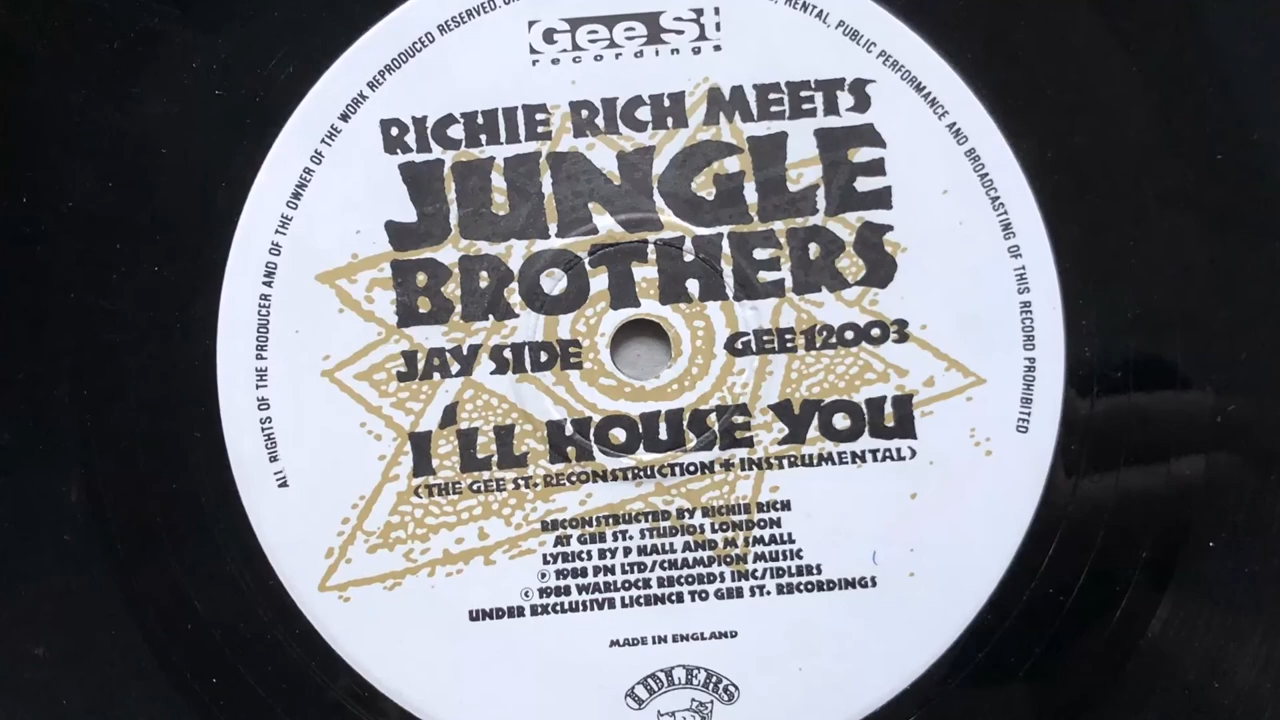 Gee St
recordings
ALL RIGHTS OF THE PRODUCER AND OF THE OWNER OF THE WORK REPRODUCED RESERVED.
RENTAL, PUBLIC PERFORMANCE AND BROADCASTING OF THIS RECORD PROHIBITED
RICHIE RICH MEETS
JUNGLE
BROTHERS
JAY SIDE GEE 12003
I'LL HOUSE YOU
(THE GEE ST. RECONSTRUCTION + INSTRUMENTAL)
RECONSTRUCTED BY RICHIE RICH
AT GEE ST. STUDIOS LONDON
LYRICS BY P HALL AND M SMALL
Ⓟ 1988 PN LTD/CHAMPION MUSIC
© 1988 WARLOCK RECORDS INC/IDLERS
UNDER EXCLUSIVE LICENCE TO GEE ST. RECORDINGS
MADE IN ENGLAND
IDLERS